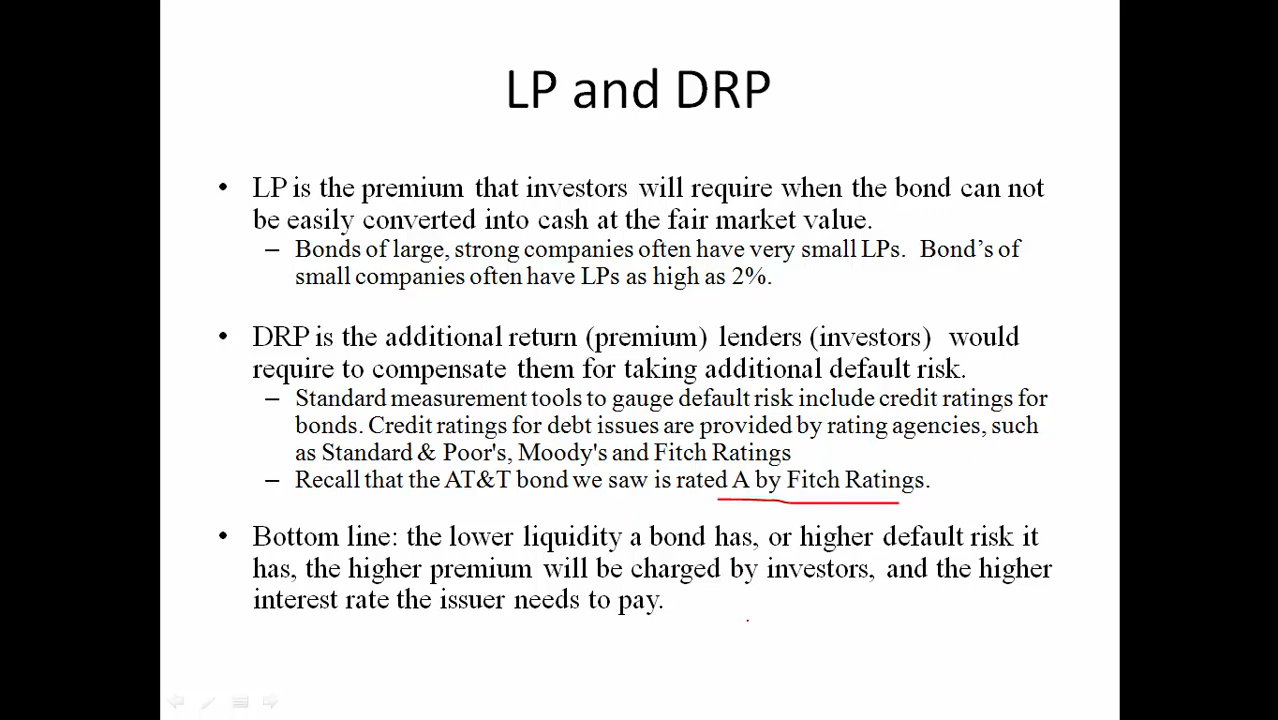 LP and DRP
• LP is the premium that investors will require when the bond can not
be easily converted into cash at the fair market value.
– Bonds of large, strong companies often have very small LPs.  Bond’s of
small companies often have LPs as high as 2%.
• DRP is the additional return (premium) lenders (investors)  would
require to compensate them for taking additional default risk.
– Standard measurement tools to gauge default risk include credit ratings for
bonds. Credit ratings for debt issues are provided by rating agencies, such
as Standard & Poor's, Moody's and Fitch Ratings
– Recall that the AT&T bond we saw is rated A by Fitch Ratings.
• Bottom line: the lower liquidity a bond has, or higher default risk it
has, the higher premium will be charged by investors, and the higher
interest rate the issuer needs to pay.